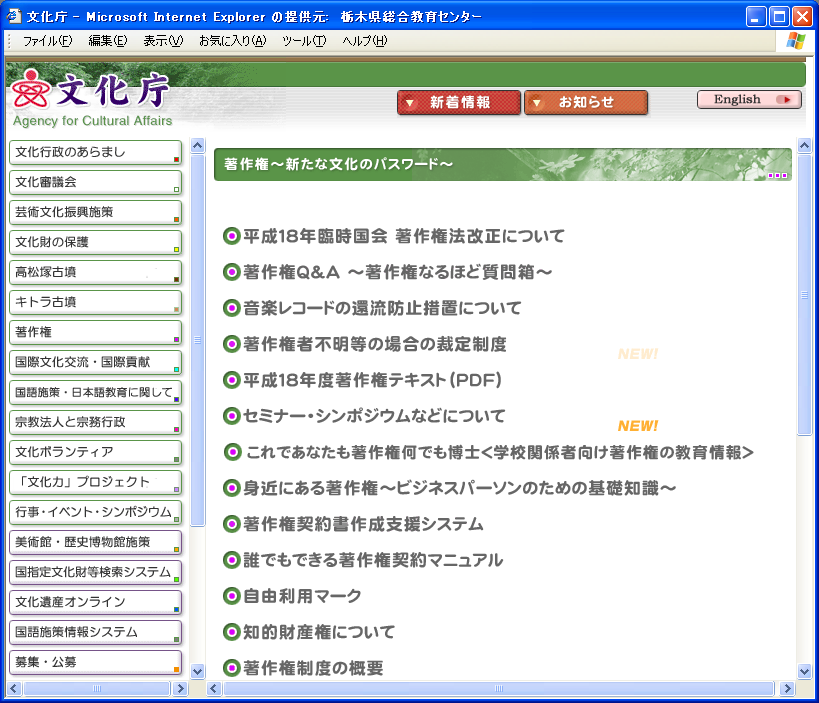 文化庁 - Microsoft Internet Explorer の提供元: 栃木県総合教育センター
ファイル(F) 編集(E) 表示(V) お気に入り(A) ツール(T) ヘルプ(H)
文化庁
Agency for Cultural Affairs
新着情報
お知らせ
English
文化行政のあらまし
文化審議会
芸術文化振興施策
文化財の保護
高松塚古墳
キトラ古墳
著作権
国際文化交流・国際貢献
国語施策・日本語教育に関して
宗教法人と宗務行政
文化ボランティア
「文化力」プロジェクト
行事・イベント・シンポジウム
美術館・歴史博物館施策
国指定文化財等検索システム
文化遺産オンライン
国語施策情報システム
募集・公募
著作権～新たな文化のパスワード～
平成18年臨時国会 著作権法改正について
著作権Q&A ～著作権なるほど質問箱～
音楽レコードの還流防止措置について
著作権者不明等の場合の裁定制度 NEW!
平成18年度著作権テキスト(PDF)
セミナー・シンポジウムなどについて NEW!
これであなたも著作権何でも博士<学校関係者向け著作権の教育情報>
身近にある著作権～ビジネスパーソンのための基礎知識～
著作権契約書作成支援システム
誰でもできる著作権契約マニュアル
自由利用マーク
知的財産権について
著作権制度の概要